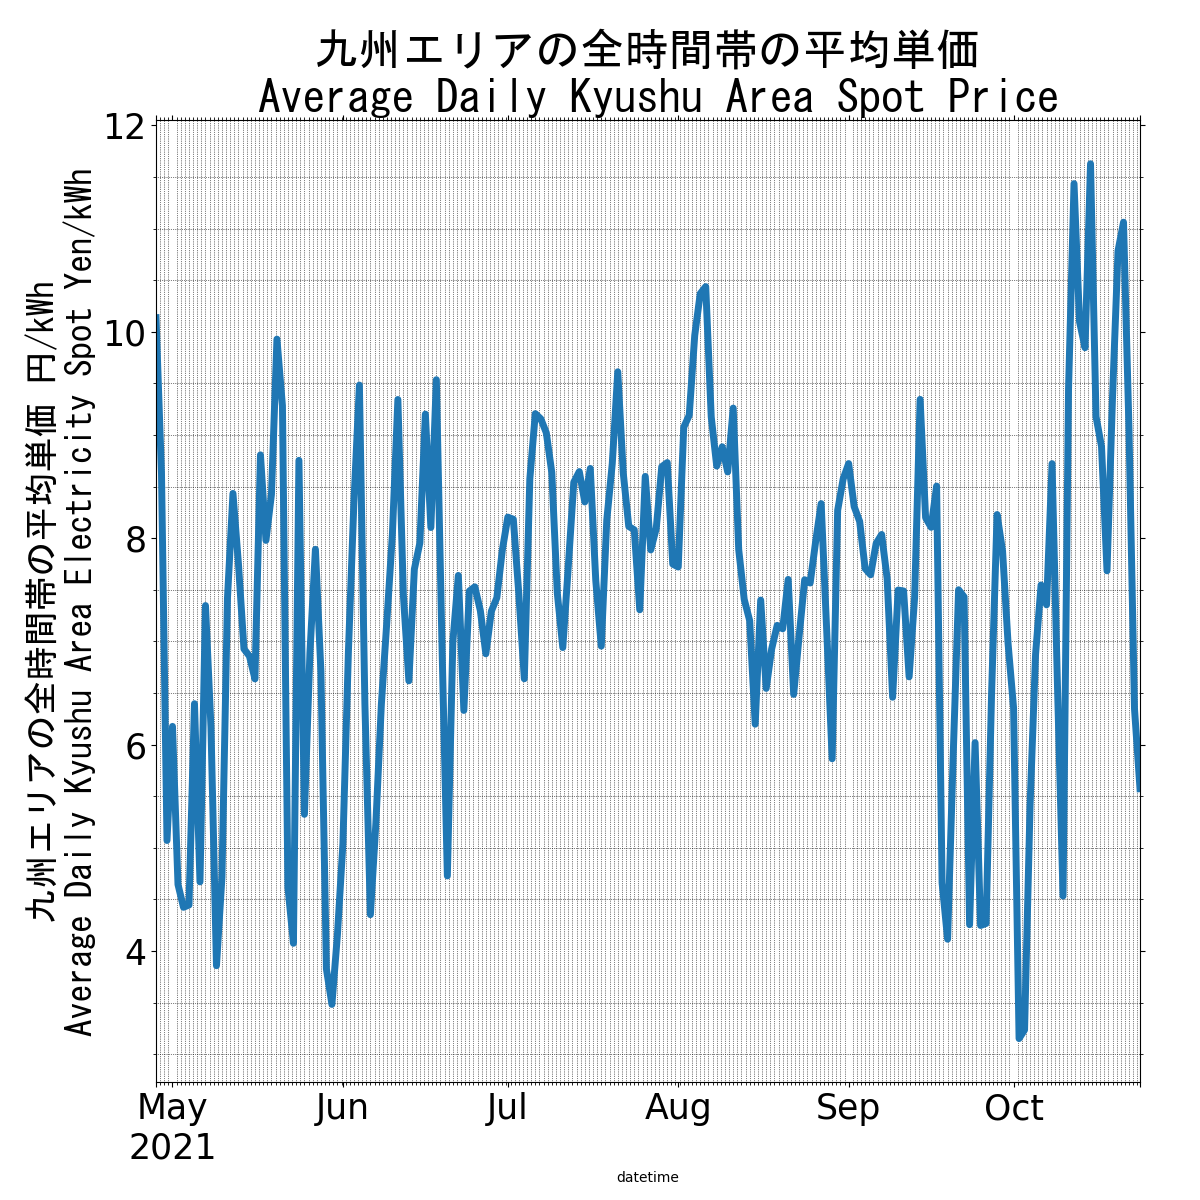 九州エリアの全時間帯の平均単価
Average Daily Kyushu Area Spot Price
九州エリアの全時間帯の平均単価 円/kWh
Average Daily Kyushu Area Electricity Spot Yen/kWh
12
10
8
6
4
May Jun Jul Aug Sep Oct
2021
datetime